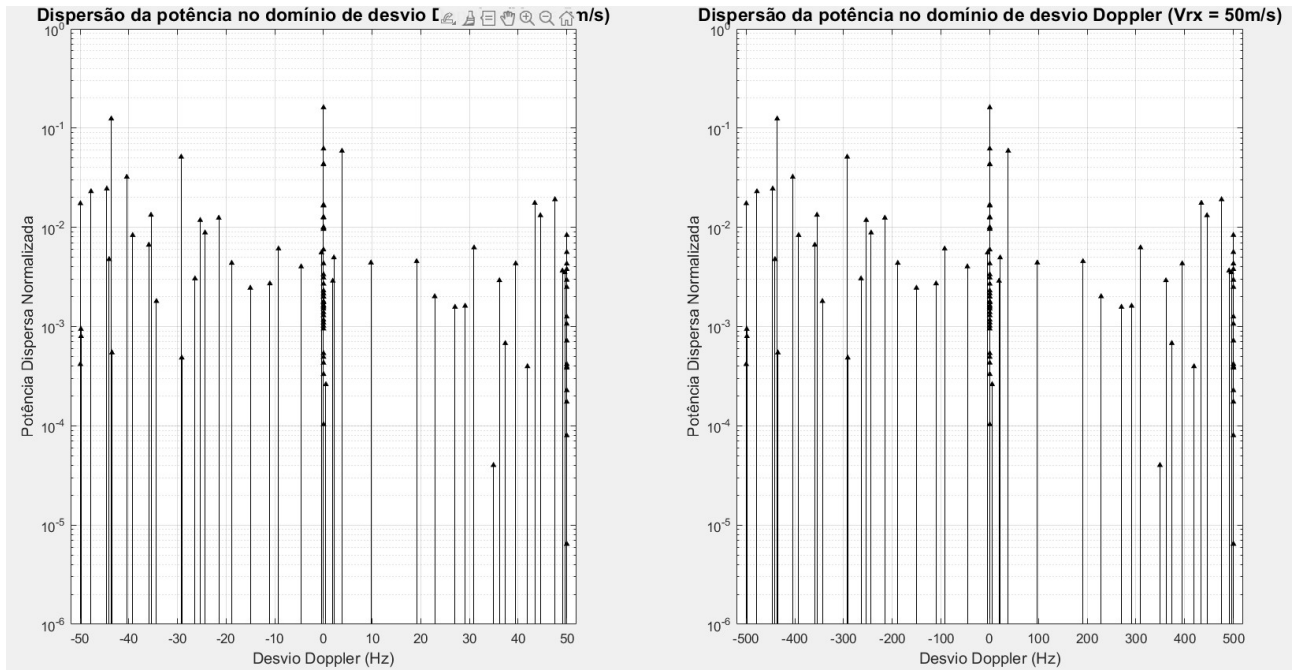 Dispersão da potência no domínio de desvio m/s)
10^0
10^-1
10^-2
10^-3
10^-4
10^-5
10^-6
Potência Dispersa Normalizada
-50 -40 -30 -20 -10 0 10 20 30 40 50
Desvio Doppler (Hz)
Dispersão da potência no domínio de desvio Doppler (Vrx = 50m/s)
10^0
10^-1
10^-2
10^-3
10^-4
10^-5
10^-6
Potência Dispersa Normalizada
-500 -400 -300 -200 -100 0 100 200 300 400 500
Desvio Doppler (Hz)